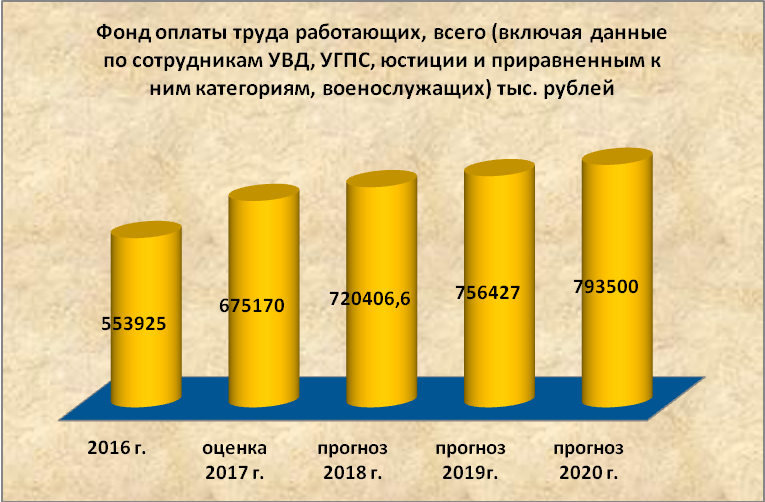 Фонд оплаты труда работающих, всего (включая данные
по сотрудникам УВД, УГПС, юстиции и приравненным к
ним категориям, военослужащих) тыс. рублей
553925
675170
720406,6
756427
793500
2016 г.
оценка
2017 г.
прогноз
2018 г.
прогноз
2019г.
прогноз
2020 г.